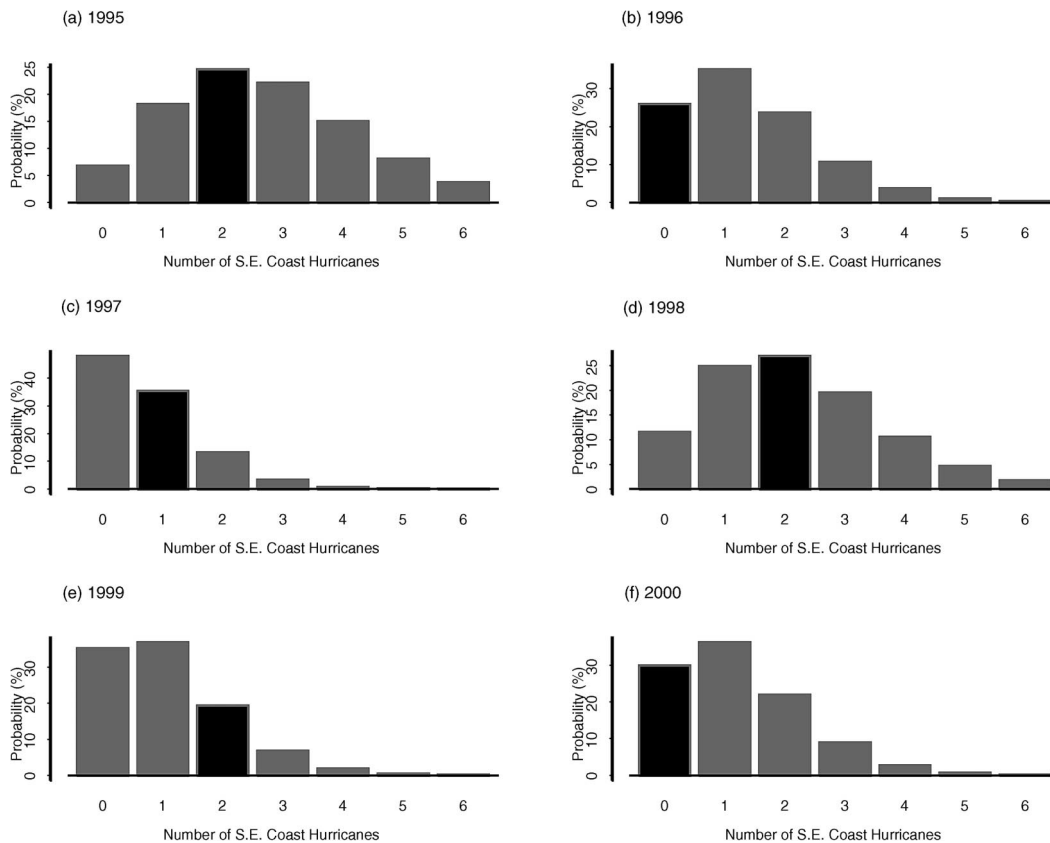 (a) 1995
Probability (%)
0 5 10 15 20 25
0 1 2 3 4 5 6
Number of S.E. Coast Hurricanes
(b) 1996
Probability (%)
0 10 20 30
0 1 2 3 4 5 6
Number of S.E. Coast Hurricanes
(c) 1997
Probability (%)
0 10 20 30 40
0 1 2 3 4 5 6
Number of S.E. Coast Hurricanes
(d) 1998
Probability (%)
0 5 10 15 20 25
0 1 2 3 4 5 6
Number of S.E. Coast Hurricanes
(e) 1999
Probability (%)
0 10 20 30
0 1 2 3 4 5 6
Number of S.E. Coast Hurricanes
(f) 2000
Probability (%)
0 10 20 30
0 1 2 3 4 5 6
Number of S.E. Coast Hurricanes